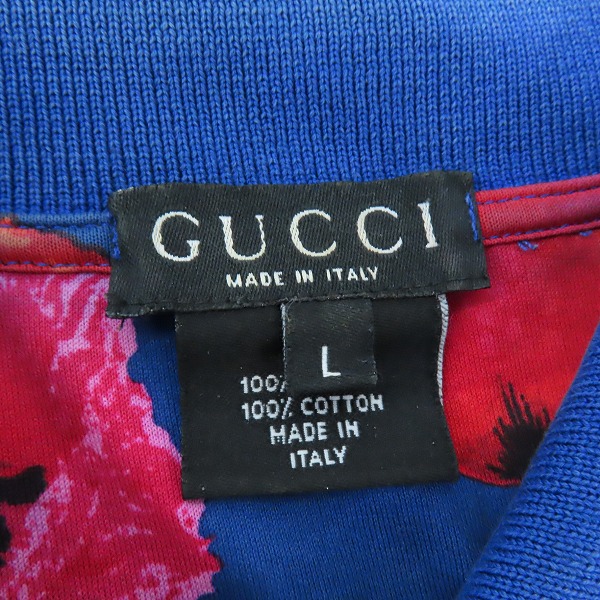 GUCCI
MADE IN ITALY
L
100%
100% COTTON
MADE IN
ITALY